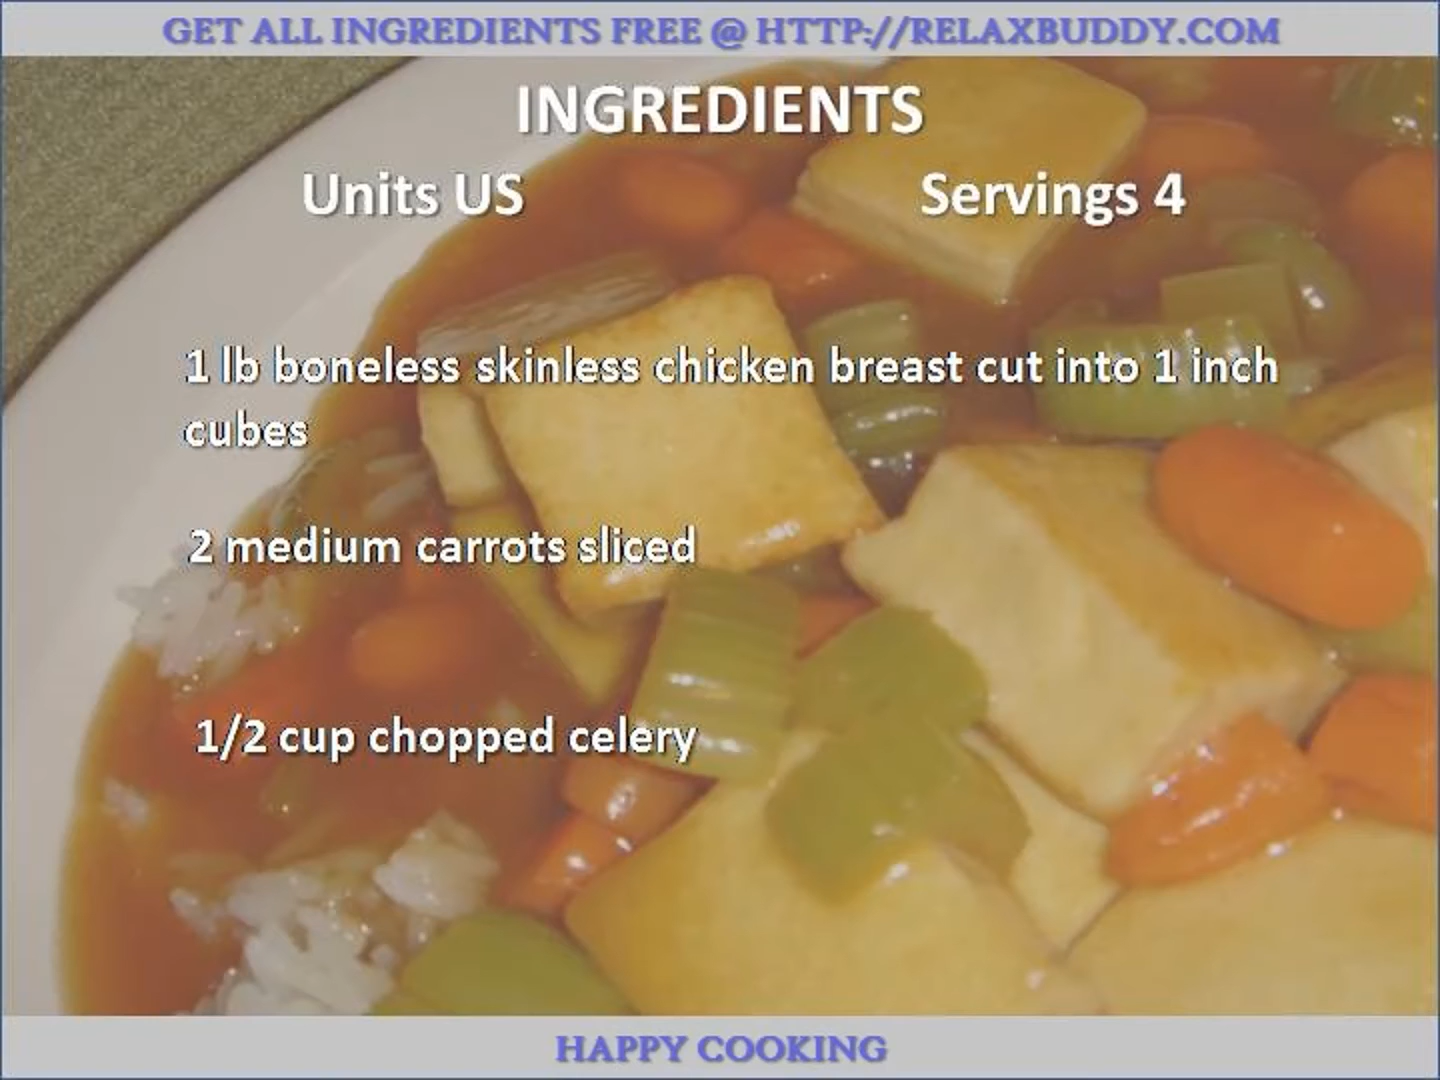 GET ALL INGREDIENTS FREE @ HTTP://RELAXBUDDY.COM
INGREDIENTS
Units US Servings 4
1 lb boneless skinless chicken breast cut into 1 inch
cubes
2 medium carrots sliced
1/2 cup chopped celery
HAPPY COOKING